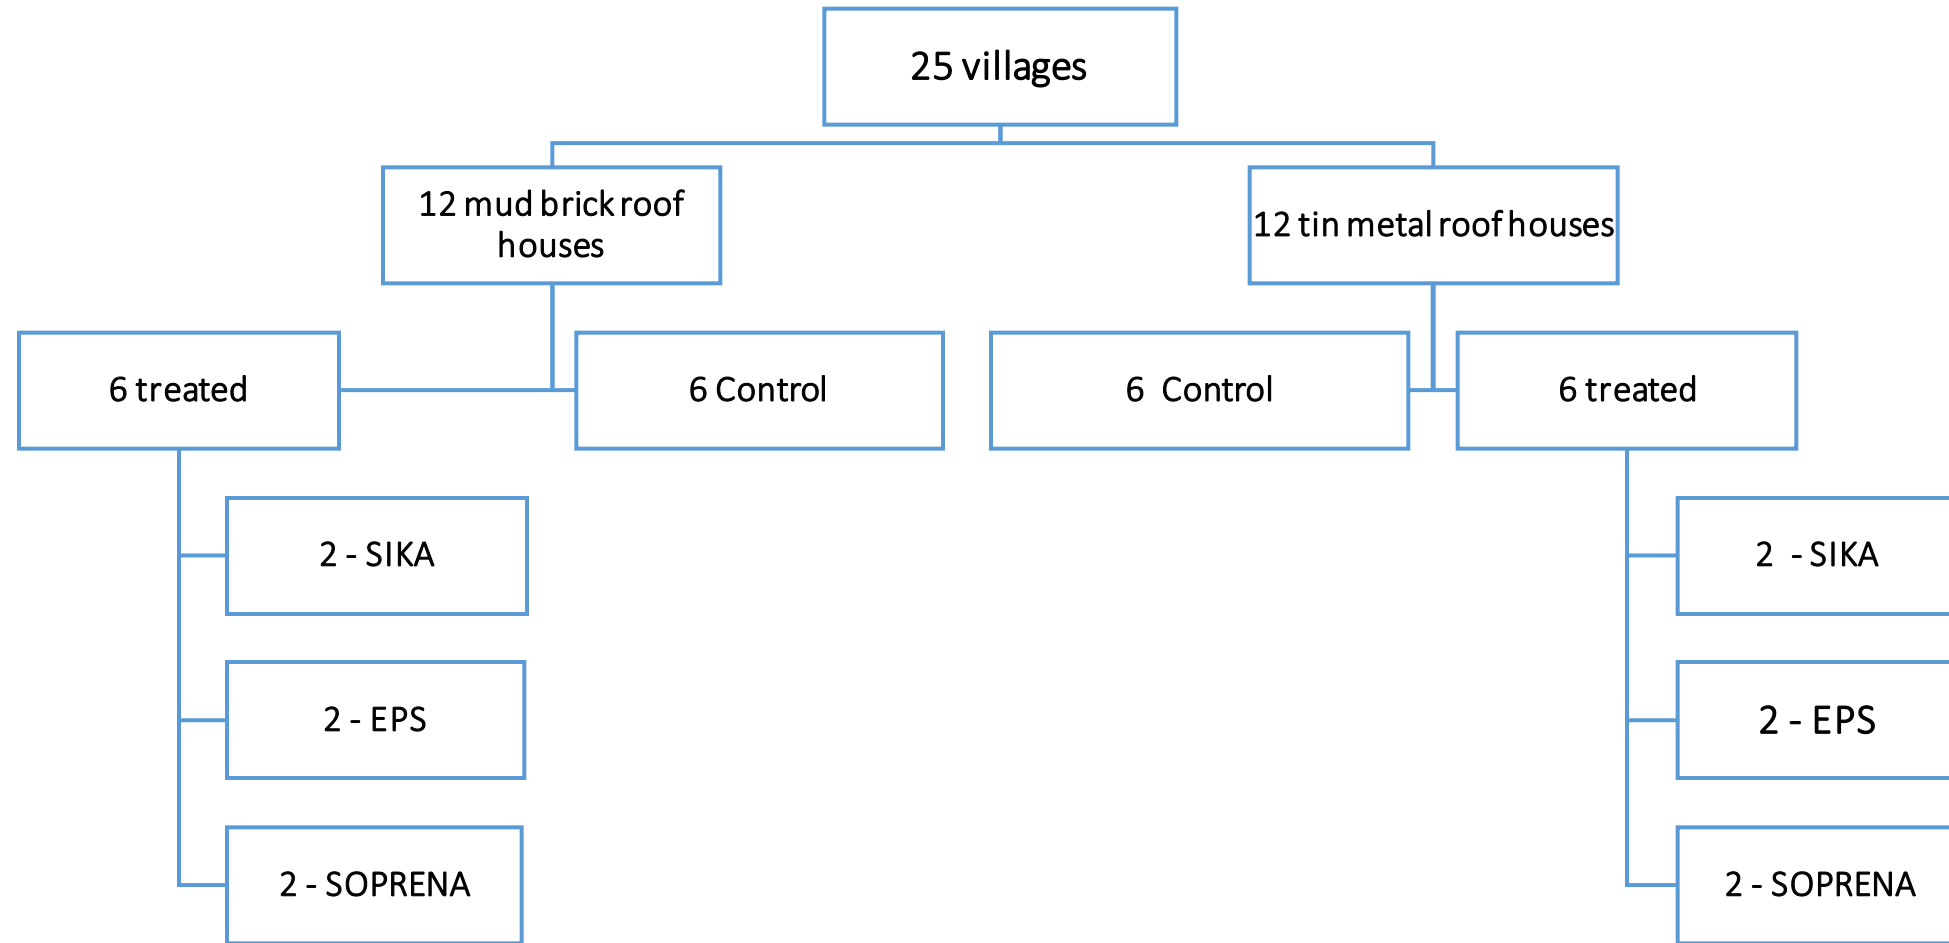 25 villages
12 mud brick roof
houses
12 tin metal roof houses
6 treated
6 Control
6 Control
6 treated
2 - SIKA
2 - SIKA
2 - EPS
2 - EPS
2 - SOPRENA
2 - SOPRENA